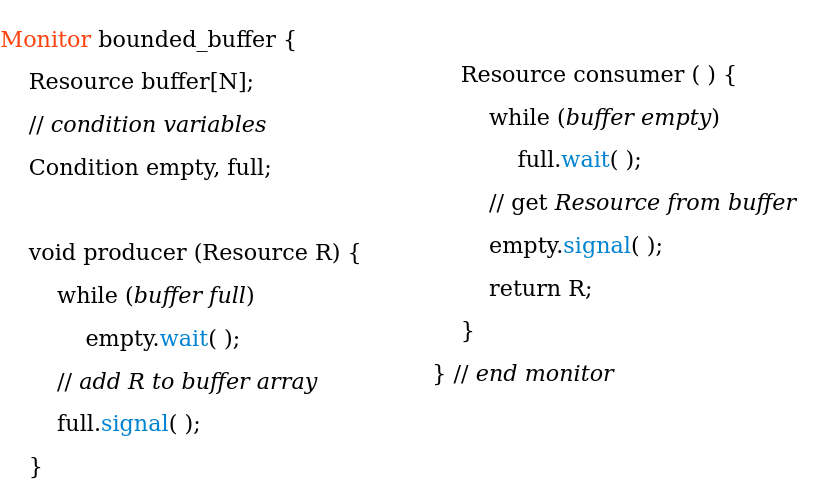 Monitor bounded_buffer {
Resource buffer[N];
// condition variables
Condition empty, full;
void producer (Resource R) {
while (buffer full)
empty.wait( );
// add R to buffer array
full.signal( );
}
Resource consumer ( ) {
while (buffer empty)
full.wait( );
// get Resource from buffer
empty.signal( );
return R;
}
} // end monitor